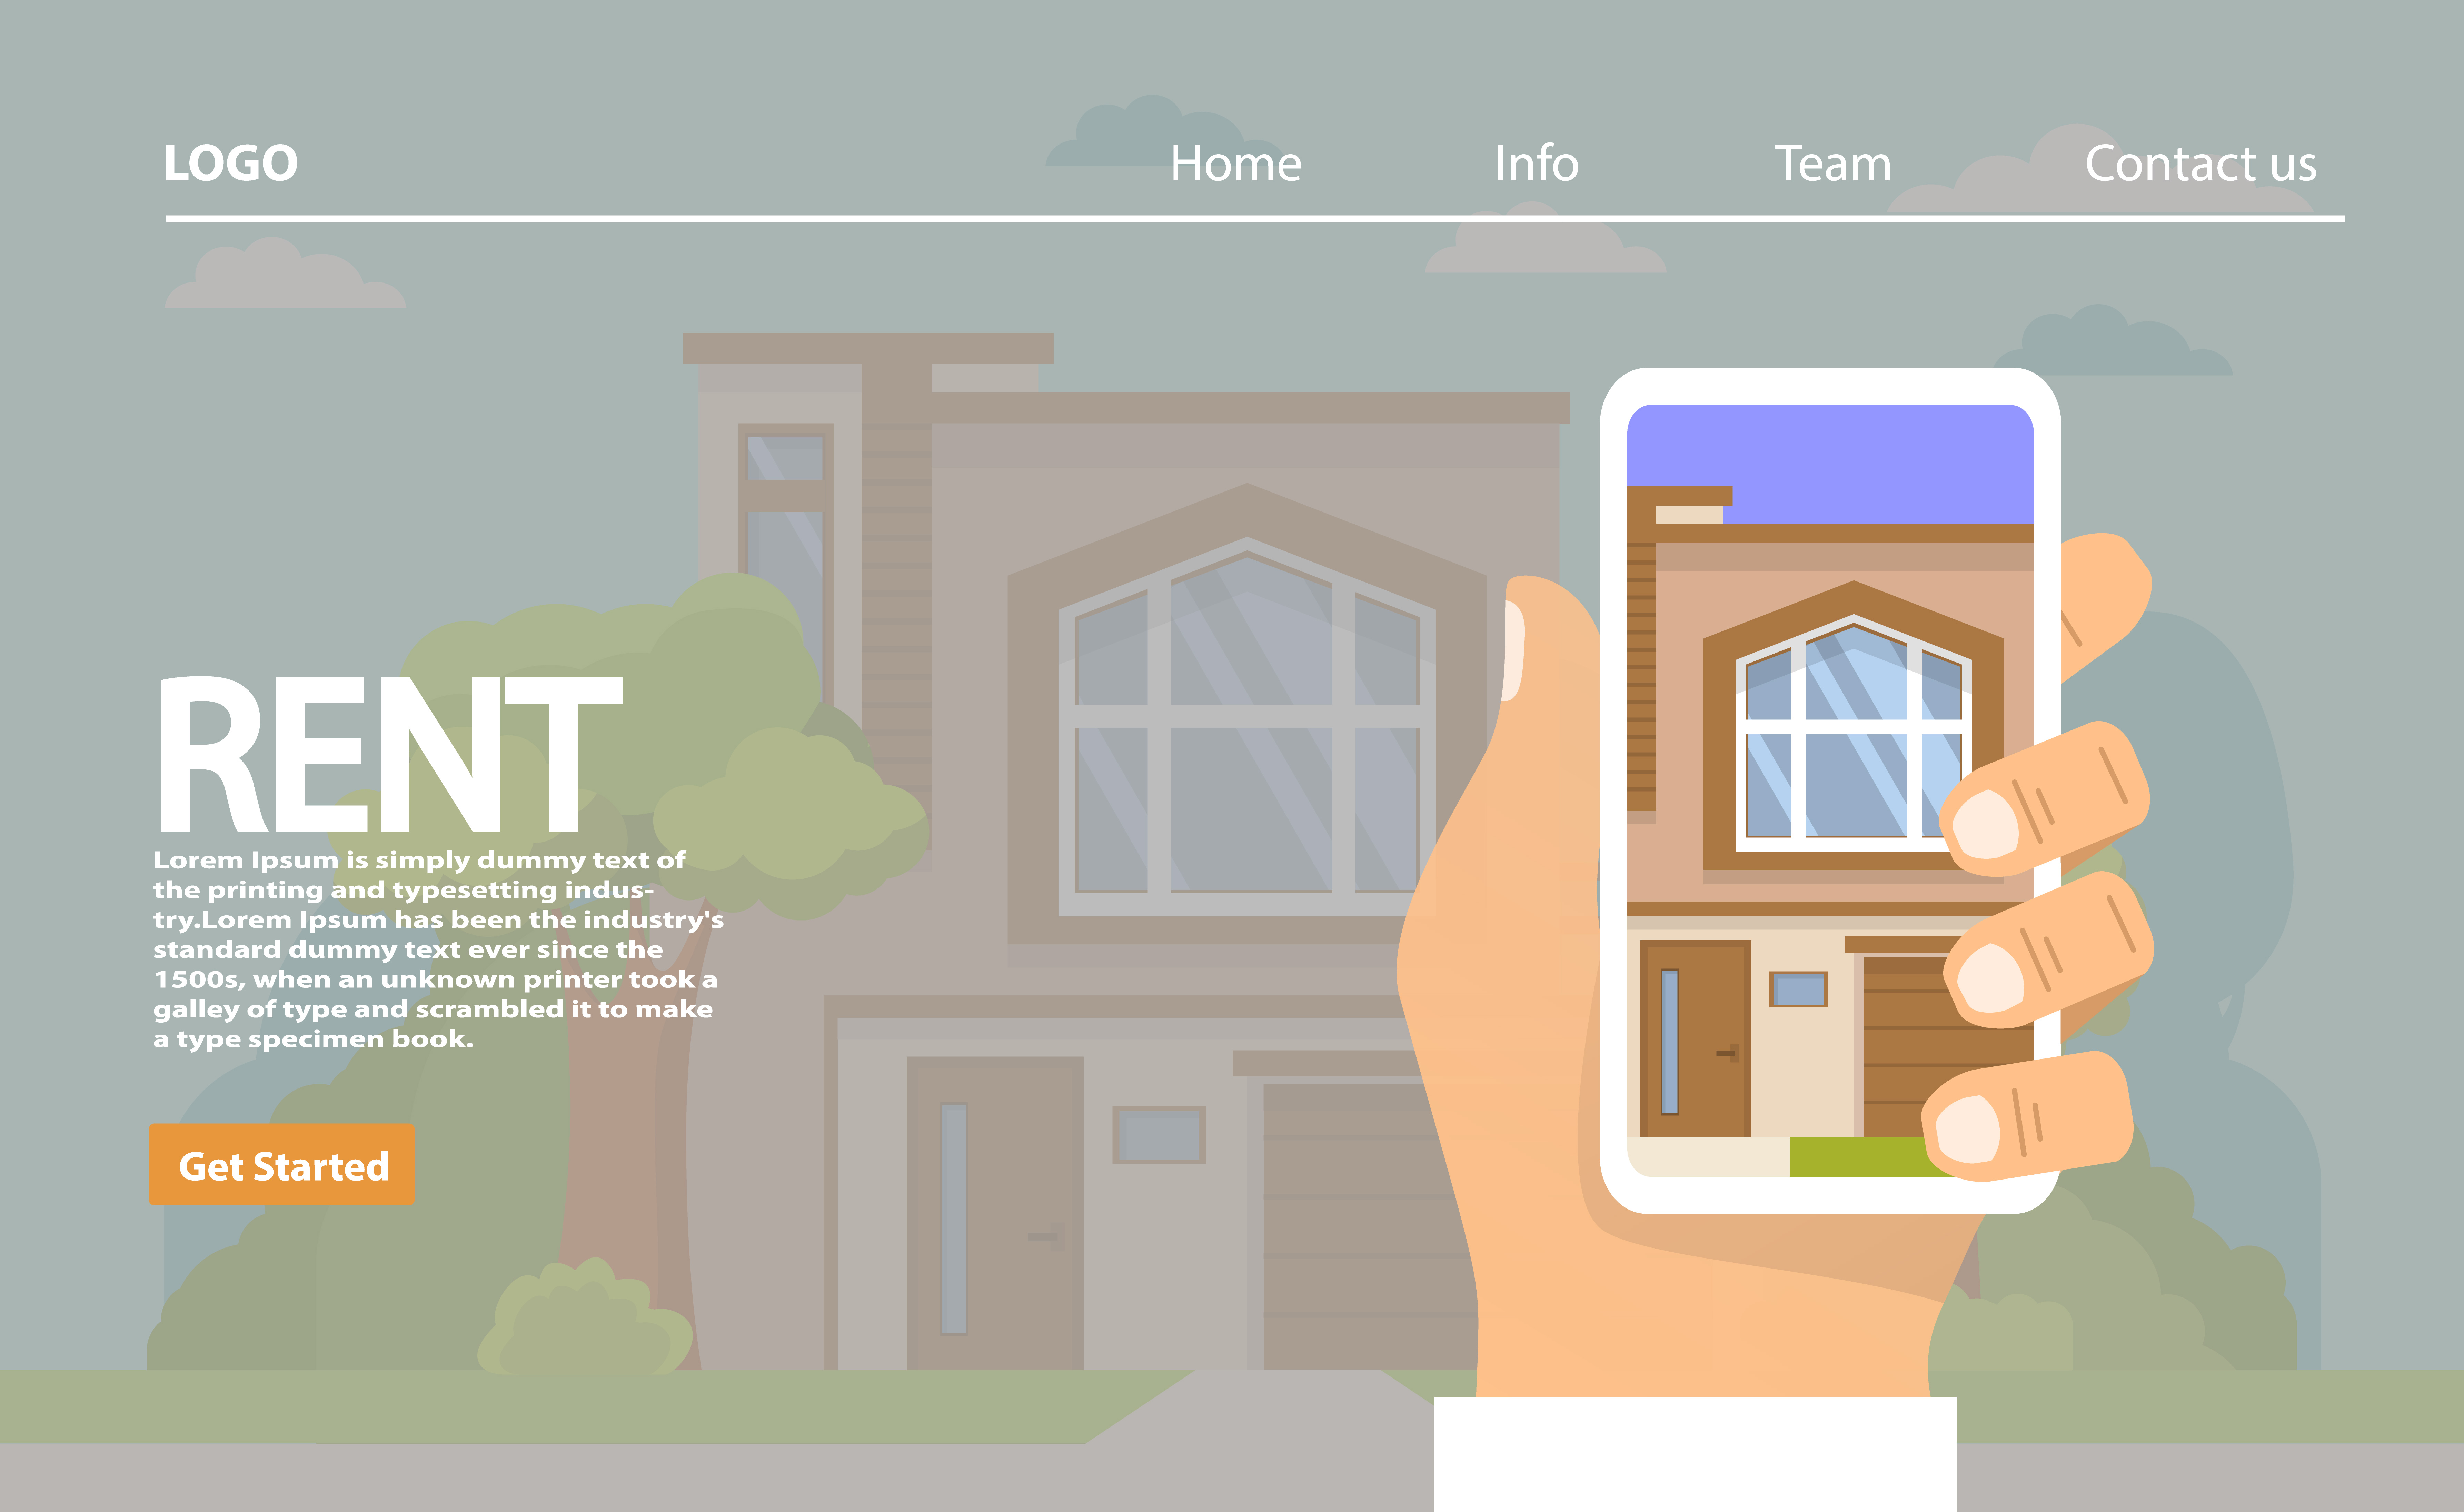 LOGO
Home
Info
Team
Contact us
RENT
Lorem Ipsum is simply dummy text of
the printing and typesetting indus-
try.Lorem Ipsum has been the industry's
standard dummy text ever since the
1500s, when an unknown printer took a
galley of type and scrambled it to make
a type specimen book.
Get Started